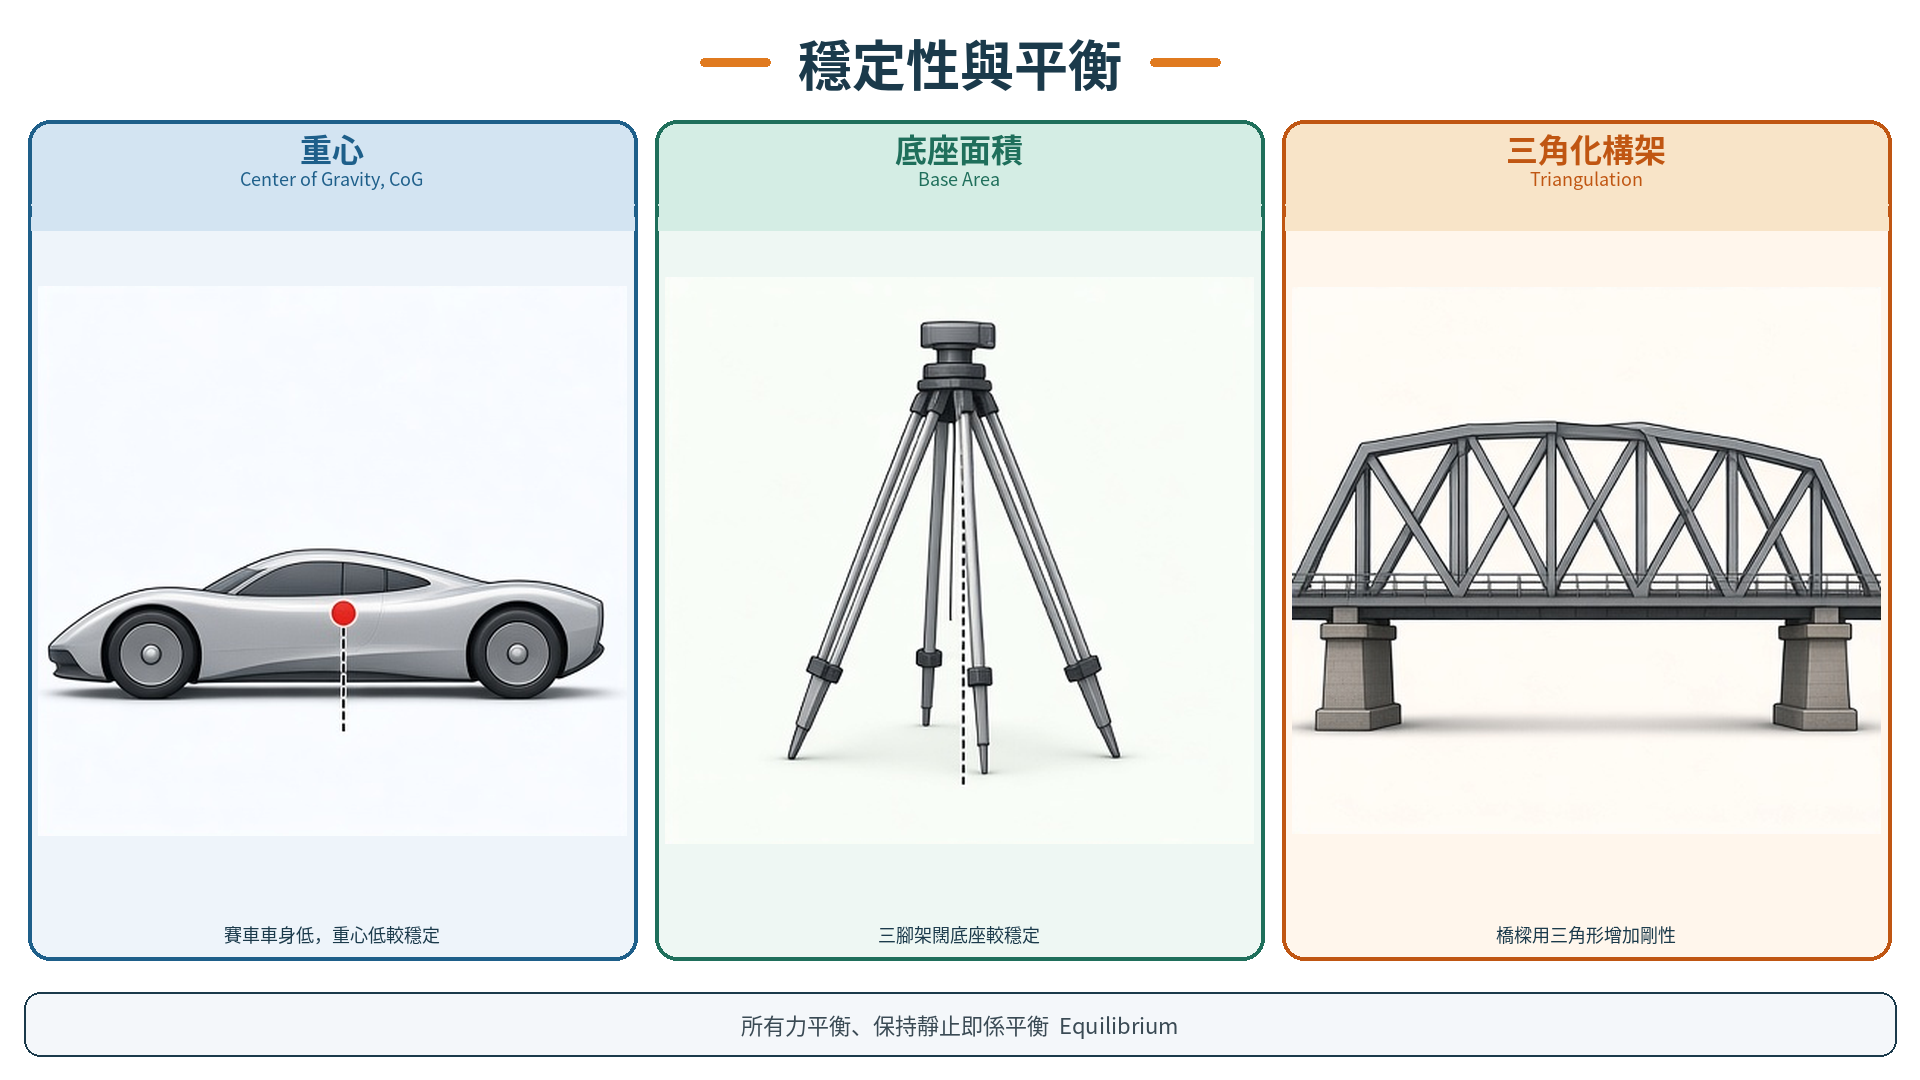 穩定性與平衡
重心
Center of Gravity, CoG
賽車車身低，重心低較穩定
底座面積
Base Area
三腳架闊底座較穩定
三角化構架
Triangulation
橋樑用三角形增加剛性
所有力平衡、保持靜止即係平衡 Equilibrium